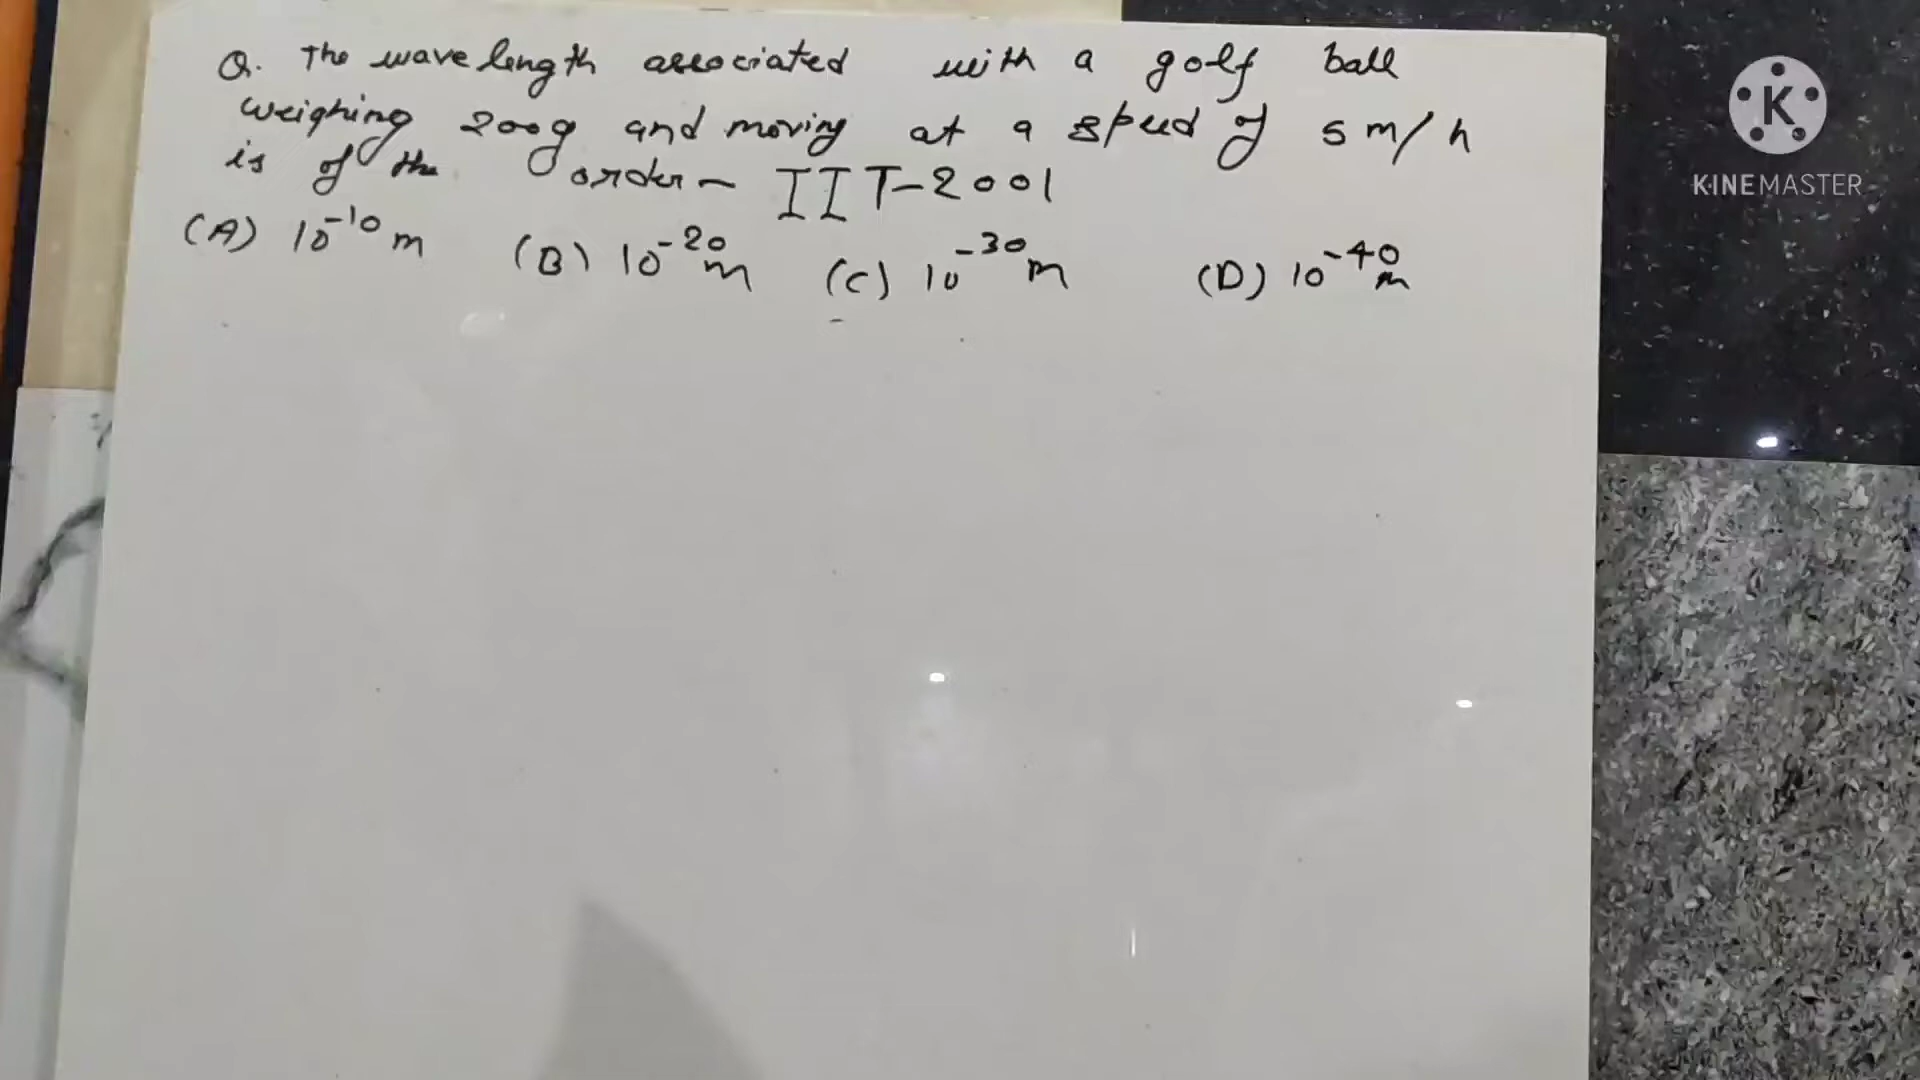 Q. The wavelength associated with a golf ball
weighing 200g and moving at a speed of 5 m/h
is of the order - IIT-2001
(A) 10⁻¹⁰ m (B) 10⁻²⁰ m (C) 10⁻³⁰ m (D) 10⁻⁴⁰ m
K
KINEMASTER